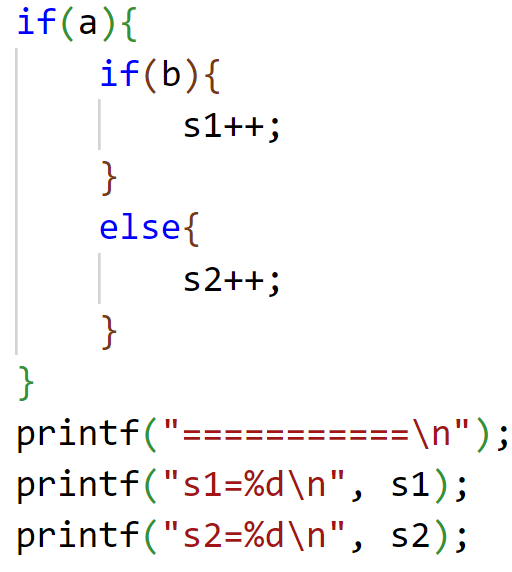 if(a){
    if(b){
        s1++;
    }
    else{
        s2++;
    }
}
printf("===========\n");
printf("s1=%d\n", s1);
printf("s2=%d\n", s2);